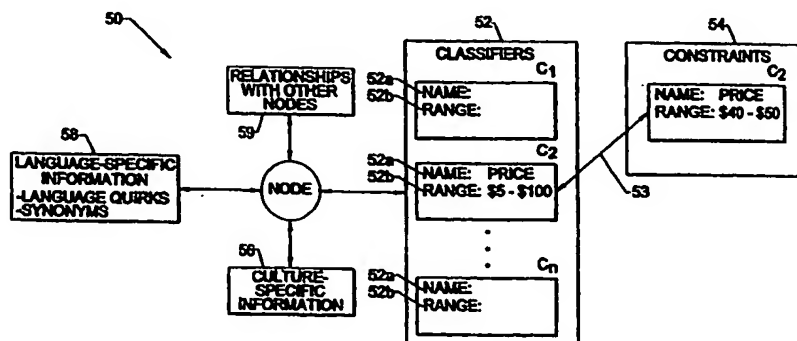 50
52
54
CLASSIFIERS
CONSTRAINTS
RELATIONSHIPS
WITH OTHER
NODES
59
C1
52a
NAME:
52b
RANGE:
C2
NAME: PRICE
RANGE: $40 - $50
53
58
LANGUAGE-SPECIFIC
INFORMATION
-LANGUAGE QUIRKS
-SYNONYMS
NODE
C2
52a
NAME: PRICE
52b
RANGE: $5 - $100
56
CULTURE-
SPECIFIC
INFORMATION
Cn
52a
NAME:
52b
RANGE: